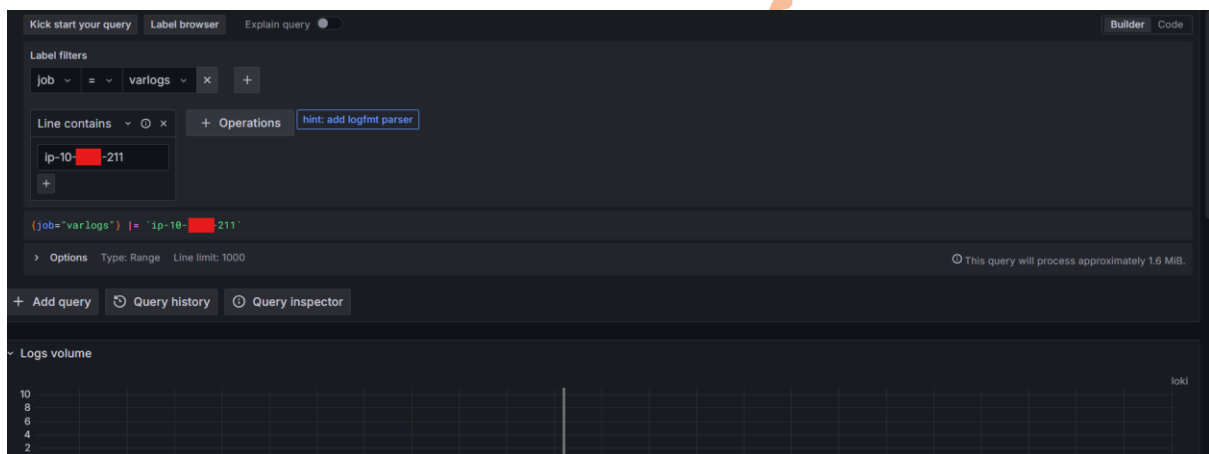 Kick start your query Label browser Explain query Builder Code
Label filters
job = varlogs × +
Line contains × + Operations hint: add logfmt parser
ip-10- -211
+
{job="varlogs"} |= `ip-10- -211`
> Options Type: Range Line limit: 1000 This query will process approximately 1.6 MiB.
+ Add query Query history Query inspector
Logs volume
loki
10
8
6
4
2